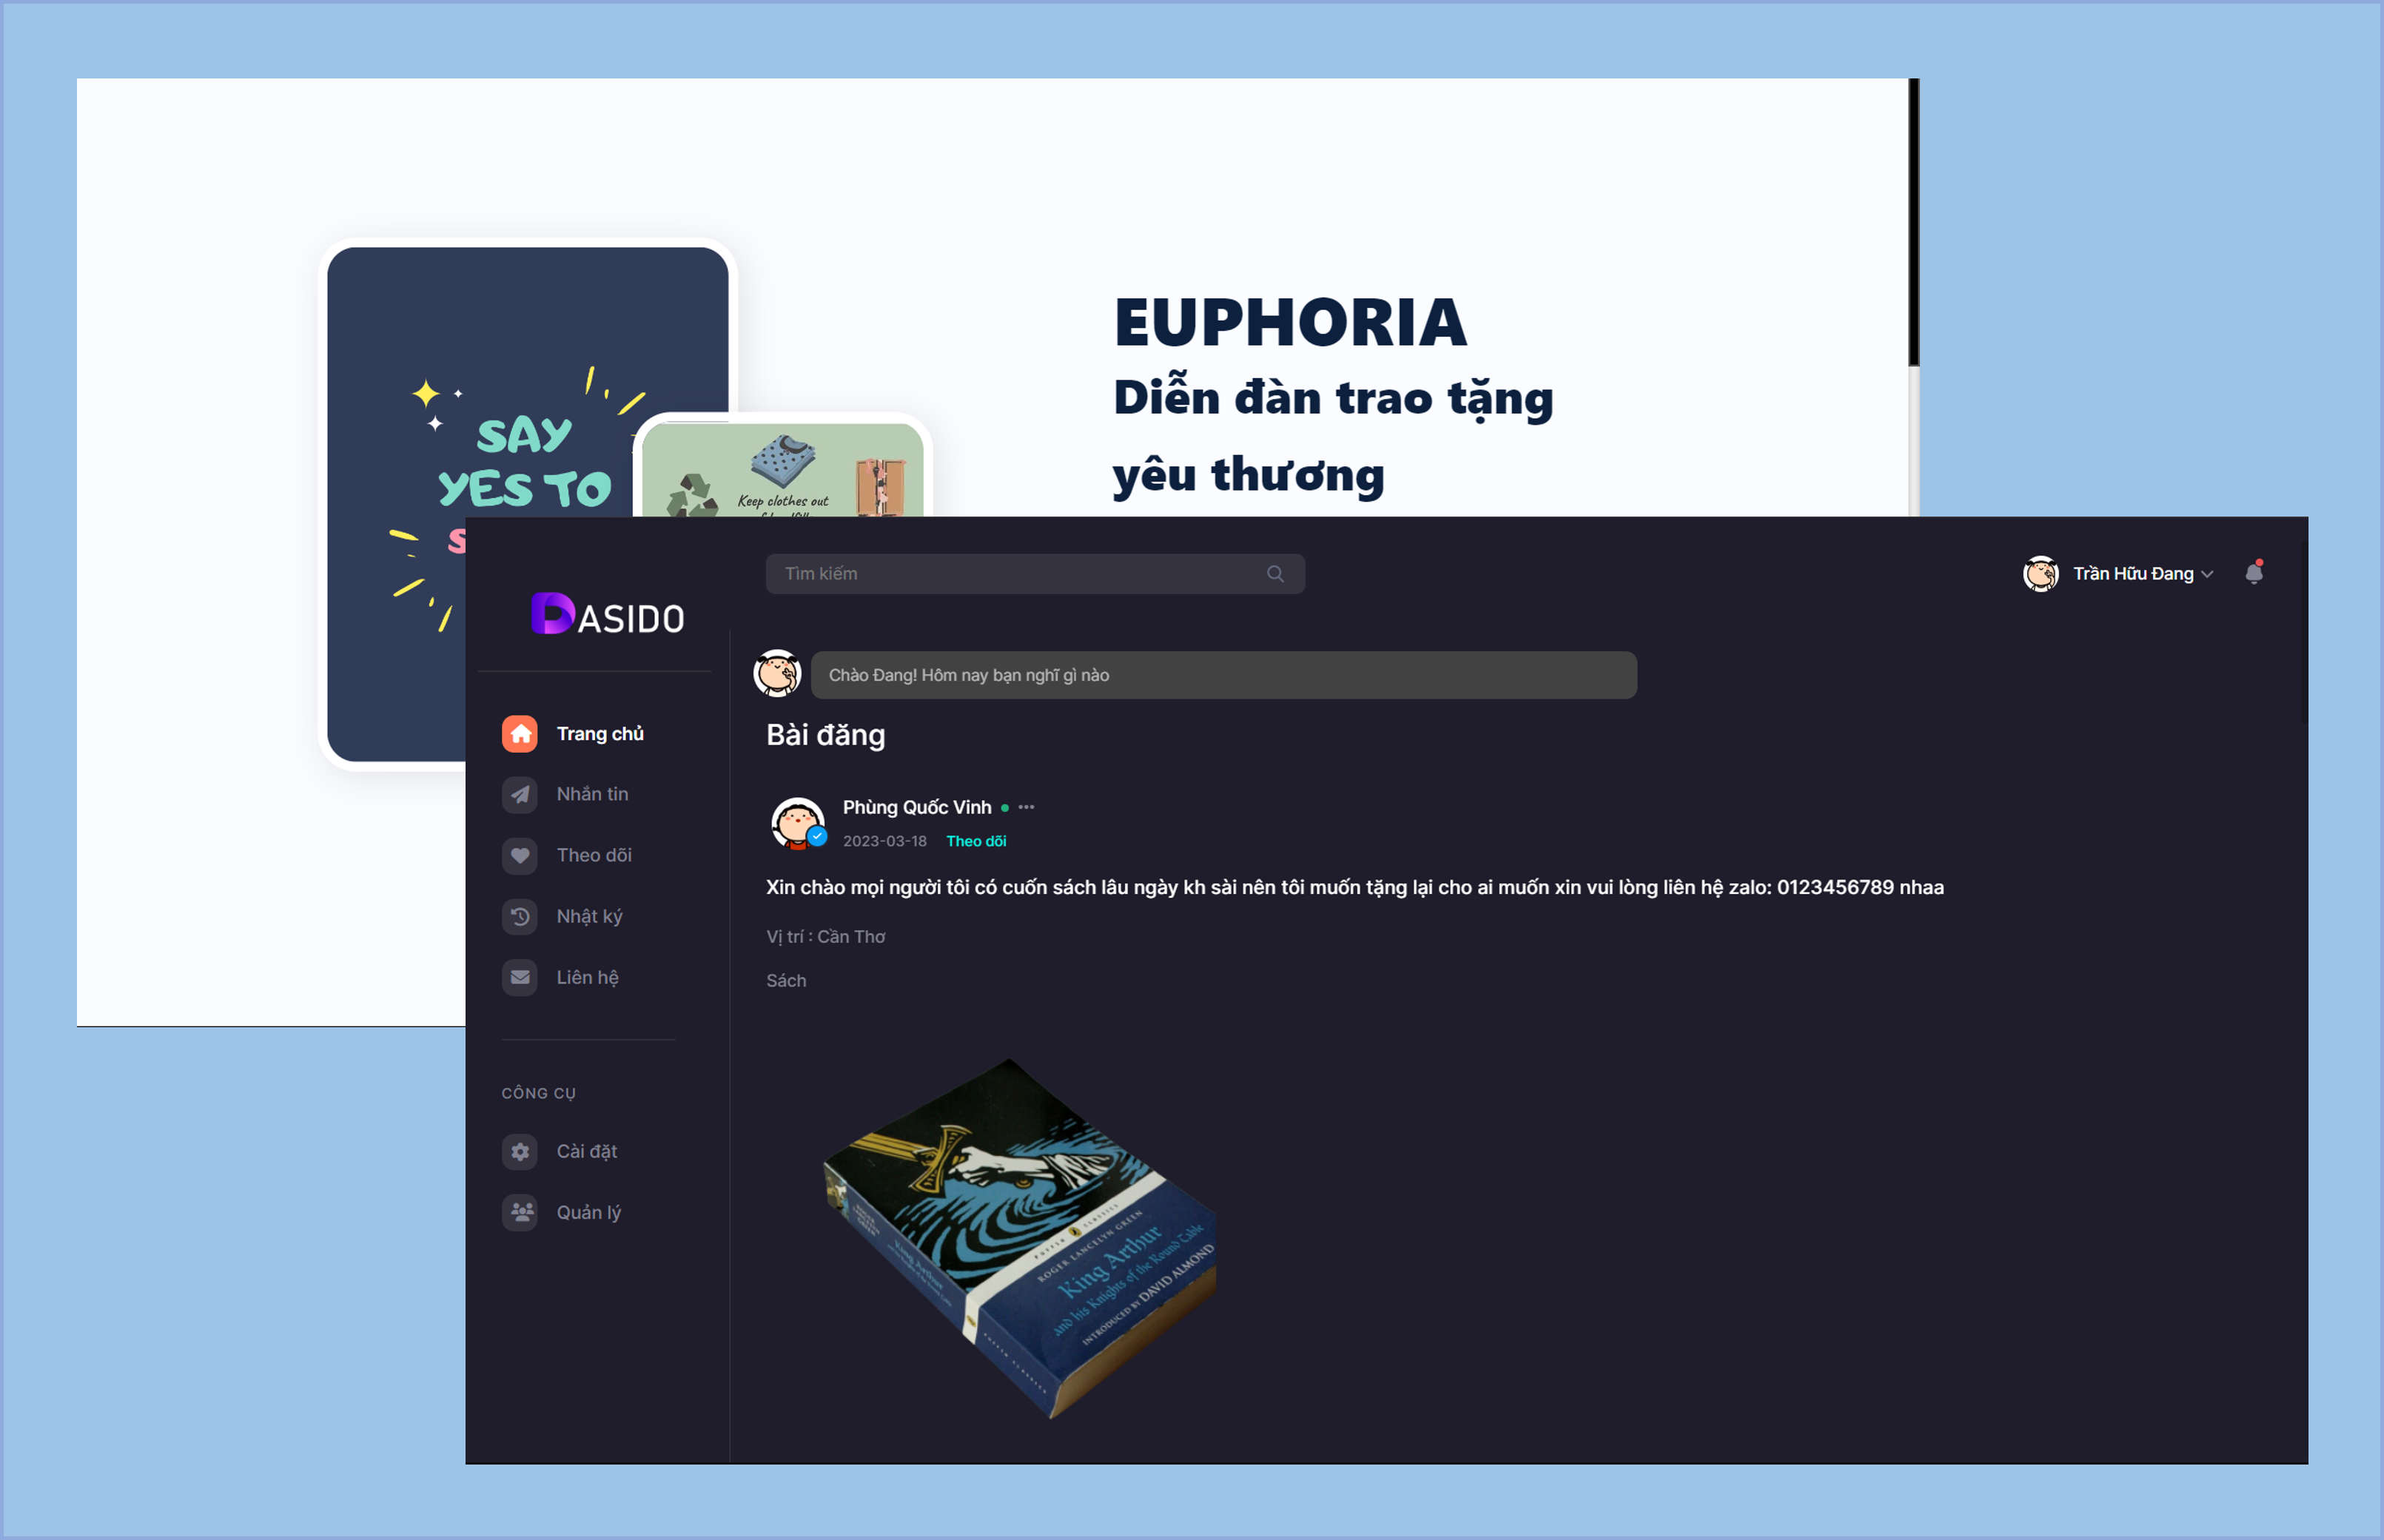 EUPHORIA
Diễn đàn trao tặng
yêu thương
SAY
YES TO
Keep clothes out
DASIDO
Tìm kiếm
Trần Hữu Đang
Chào Đang! Hôm nay bạn nghĩ gì nào
Trang chủ
Nhắn tin
Theo dõi
Nhật ký
Liên hệ
CÔNG CỤ
Cài đặt
Quản lý
Bài đăng
Phùng Quốc Vinh
2023-03-18 Theo dõi
Xin chào mọi người tôi có cuốn sách lâu ngày kh sài nên tôi muốn tặng lại cho ai muốn xin vui lòng liên hệ zalo: 0123456789 nhaa
Vị trí : Cần Thơ
Sách
PUFFIN CLASSICS
ROGER LANCELYN GREEN
King Arthur
and his Knights of the Round Table
INTRODUCED BY DAVID ALMOND
King Arthur
PUFFIN CLASSICS